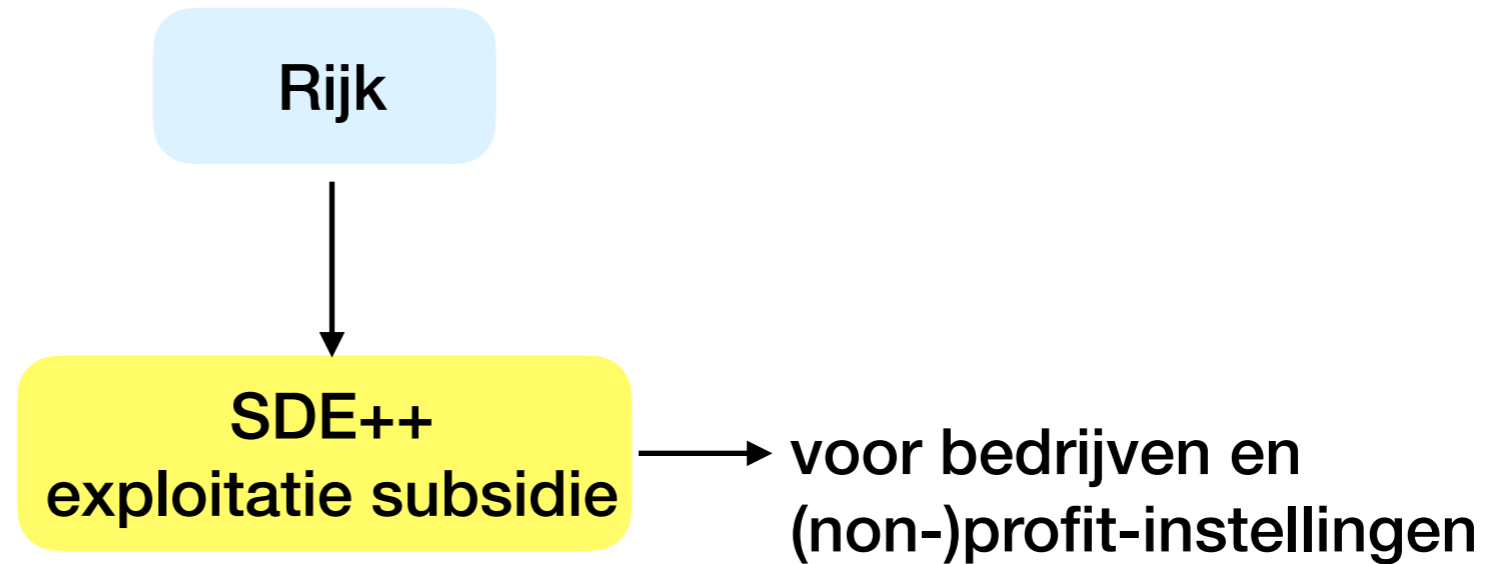 Rijk
SDE++
exploitatie subsidie
voor bedrijven en
(non-)profit-instellingen